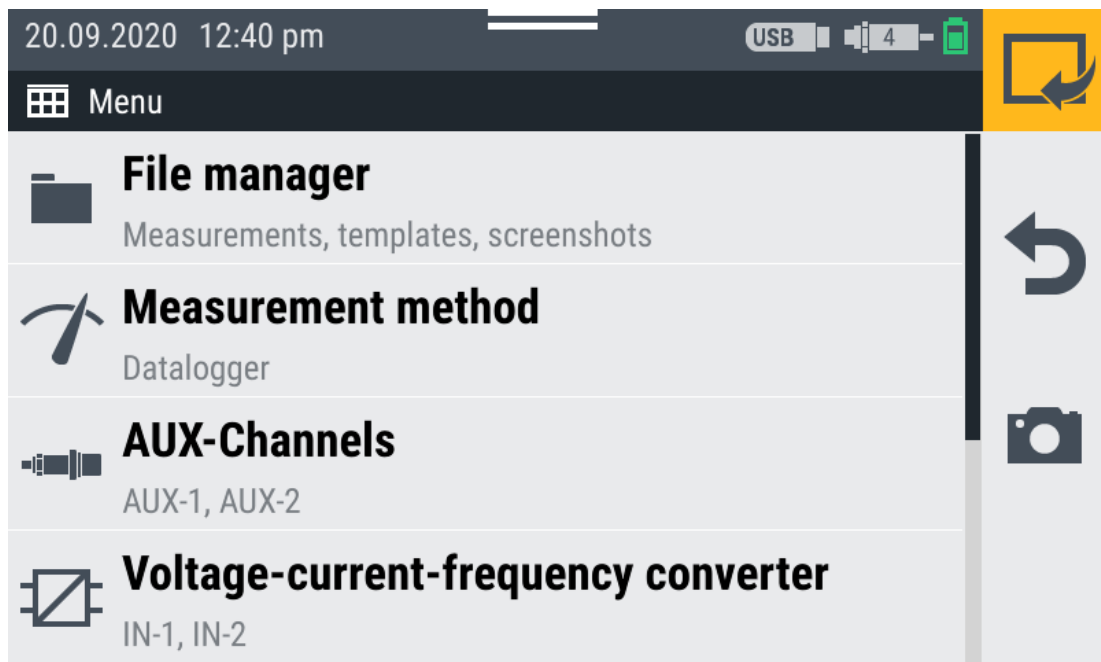 20.09.2020 12:40 pm USB 4
Menu
File manager
Measurements, templates, screenshots
Measurement method
Datalogger
AUX-Channels
AUX-1, AUX-2
Voltage-current-frequency converter
IN-1, IN-2